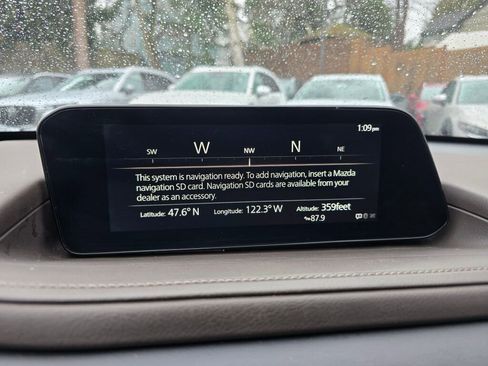 1:09pm
SW W NW N NE
This system is navigation ready. To add navigation, insert a Mazda
navigation SD card. Navigation SD cards are available from your
dealer as an accessory.
Latitude: 47.6° N Longitude: 122.3° W Altitude: 359feet
87.9